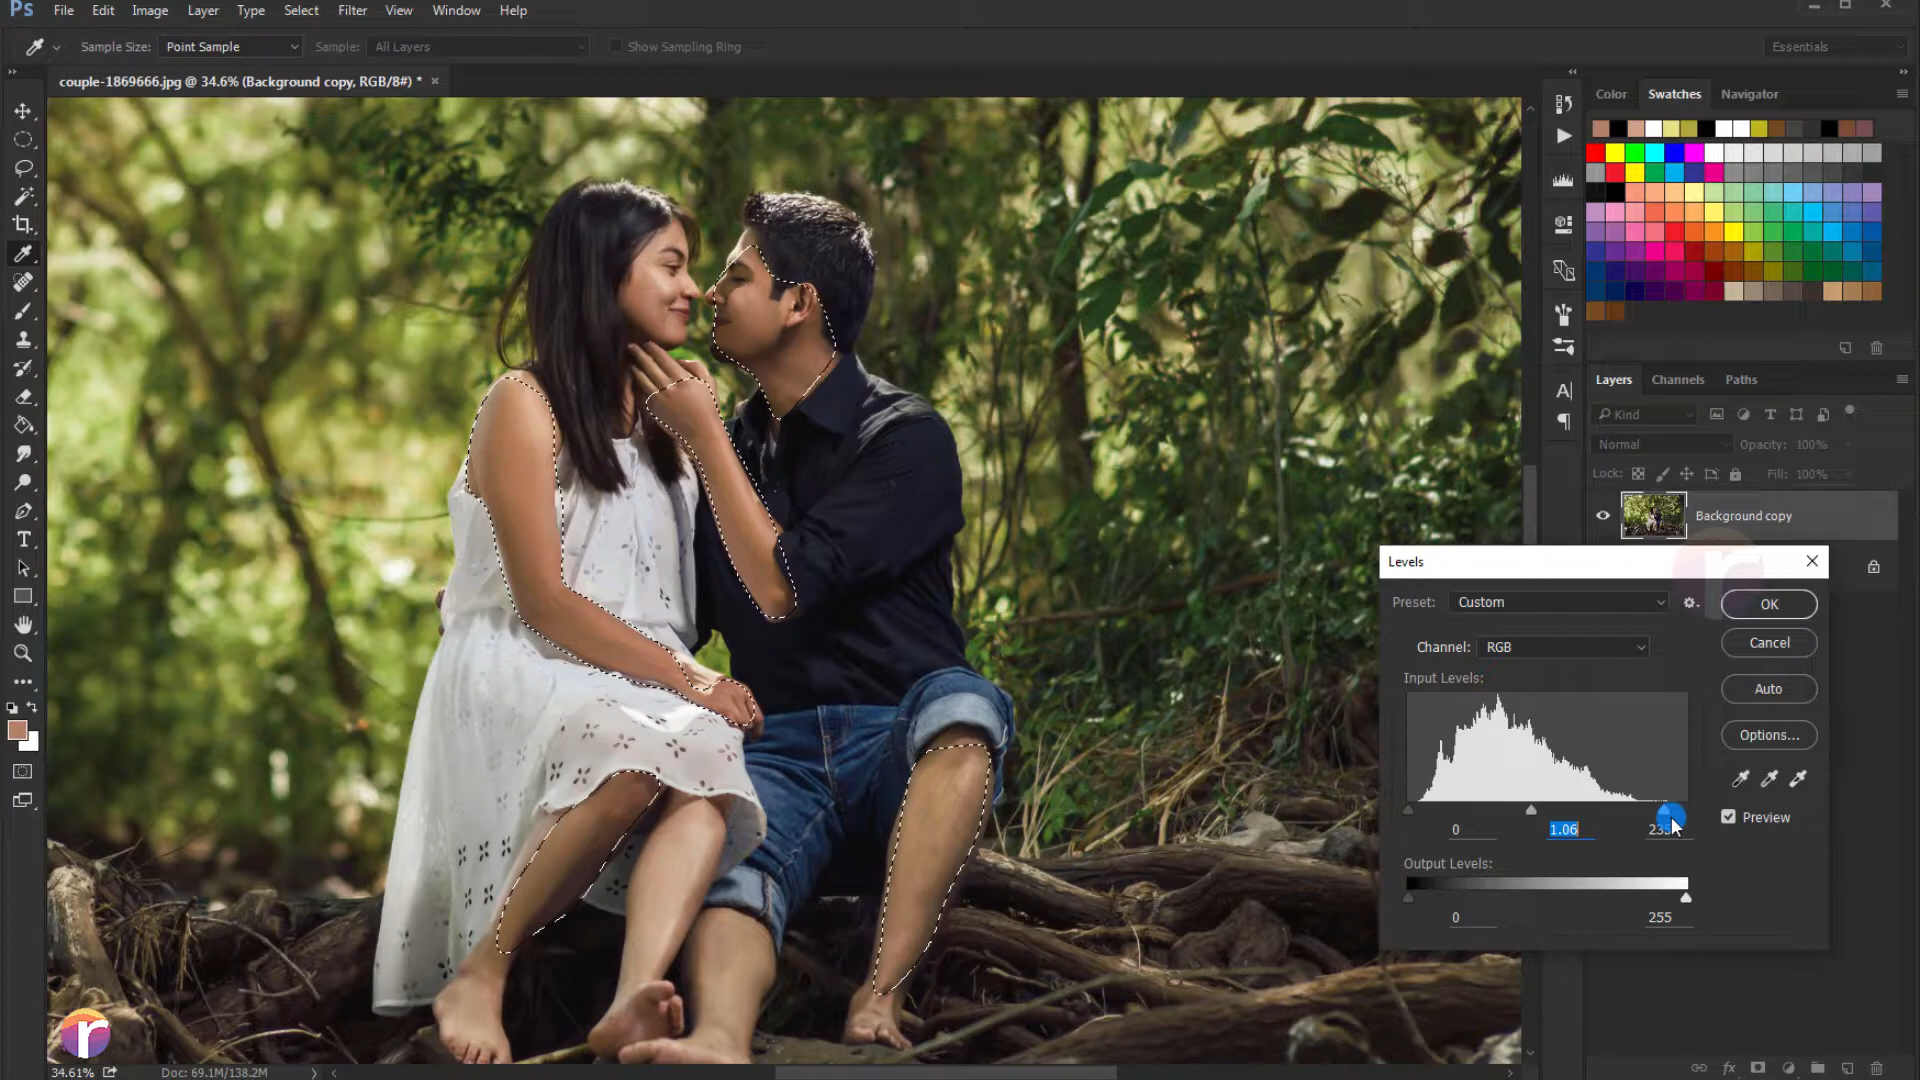 Ps File Edit Image Layer Type Select Filter View Window Help
Sample Size: Point Sample Sample: All Layers Show Sampling Ring Essentials
couple-1869666.jpg @ 34.6% (Background copy, RGB/8#) * ×
Color Swatches Navigator
Layers Channels Paths
Kind
Normal Opacity: 100%
Lock: Fill: 100%
Background copy
Levels
Preset: Custom OK
Channel: RGB Cancel
Input Levels: Auto
Options...
Preview
0 1.06
Output Levels:
0 255
34.61% Doc: 69.1M/138.2M